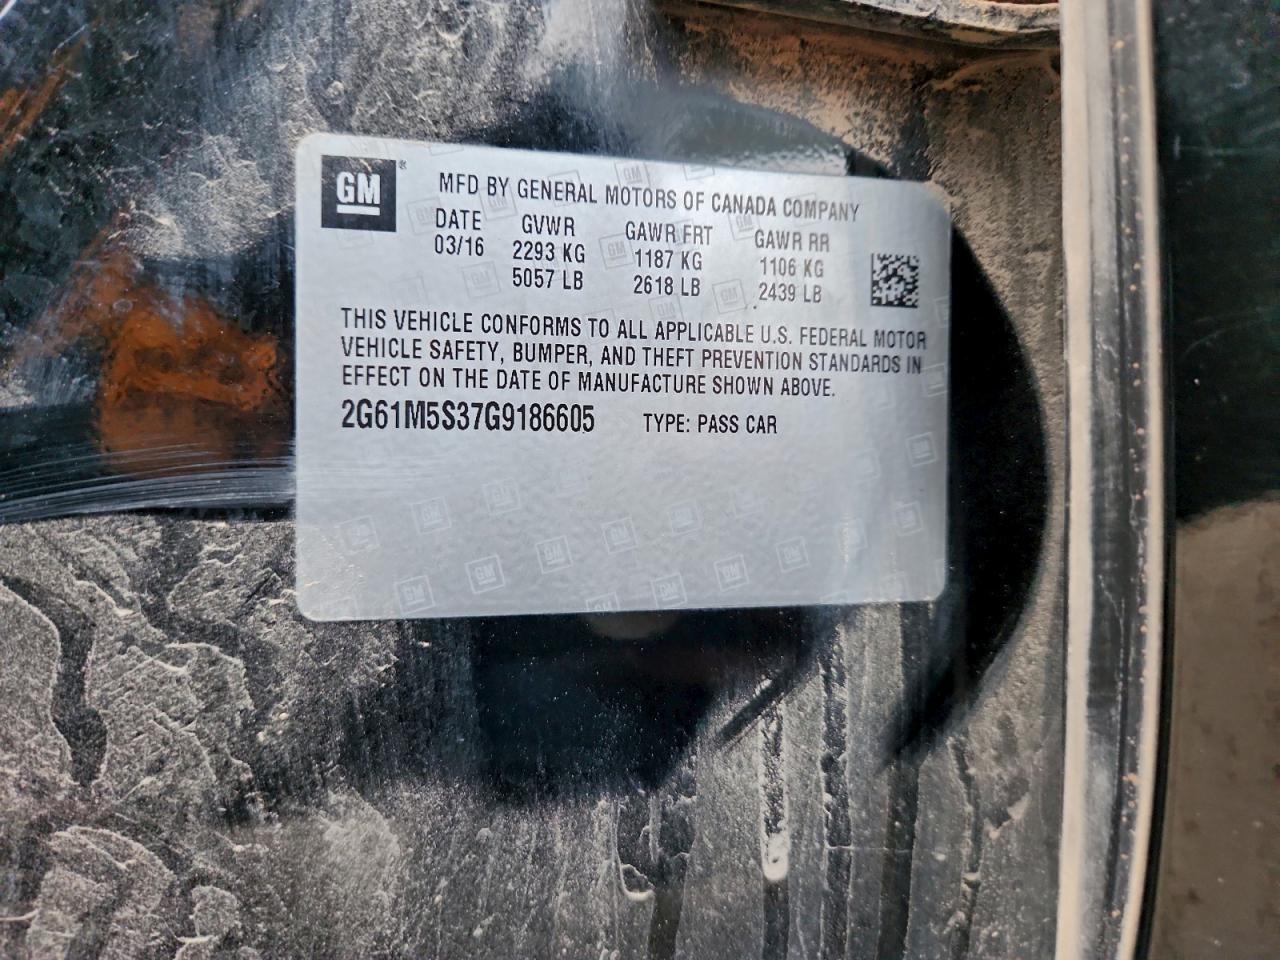 GM
MFD BY GENERAL MOTORS OF CANADA COMPANY
DATE GVWR GAWR FRT GAWR RR
03/16 2293 KG 1187 KG 1106 KG
5057 LB 2618 LB 2439 LB
THIS VEHICLE CONFORMS TO ALL APPLICABLE U.S. FEDERAL MOTOR
VEHICLE SAFETY, BUMPER, AND THEFT PREVENTION STANDARDS IN
EFFECT ON THE DATE OF MANUFACTURE SHOWN ABOVE.
2G61M5S37G9186605 TYPE: PASS CAR